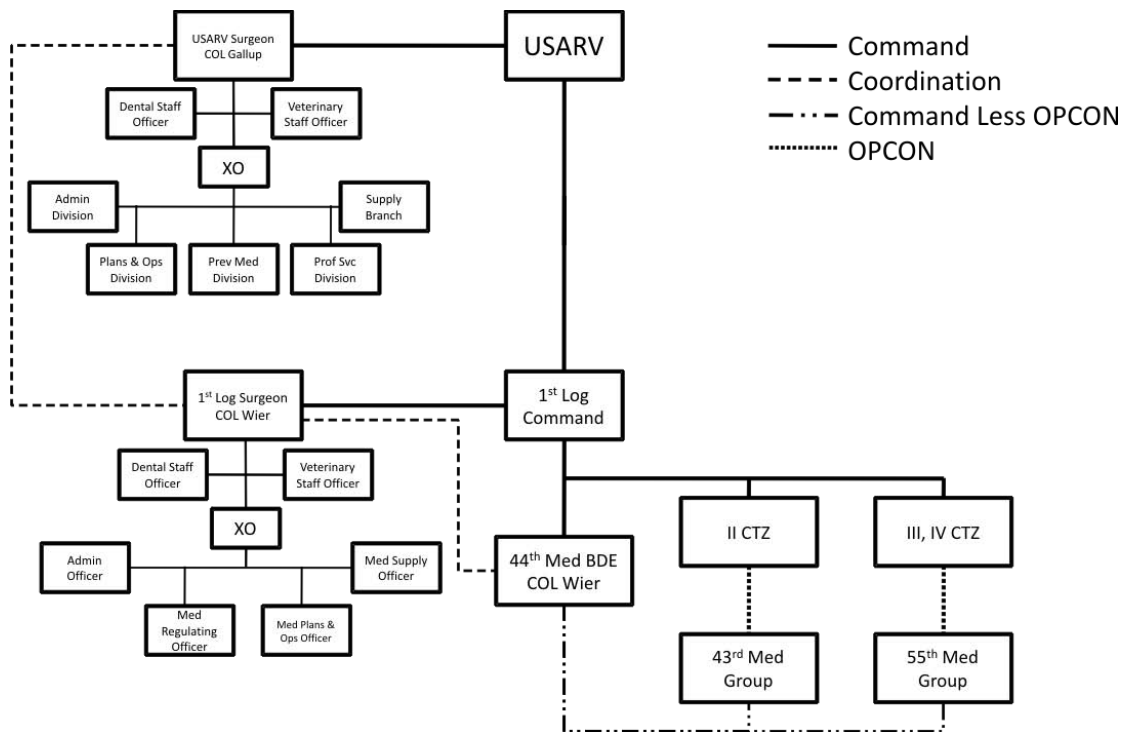 USARV Surgeon
COL Gallup
USARV
Command
Coordination
Command Less OPCON
OPCON
Dental Staff
Officer
Veterinary
Staff Officer
XO
Admin
Division
Supply
Branch
Plans & Ops
Division
Prev Med
Division
Prof Svc
Division
1st Log Surgeon
COL Wier
1st Log
Command
Dental Staff
Officer
Veterinary
Staff Officer
XO
Admin
Officer
Med Supply
Officer
Med
Regulating
Officer
Med Plans &
Ops Officer
44th Med BDE
COL Wier
II CTZ
III, IV CTZ
43rd Med
Group
55th Med
Group